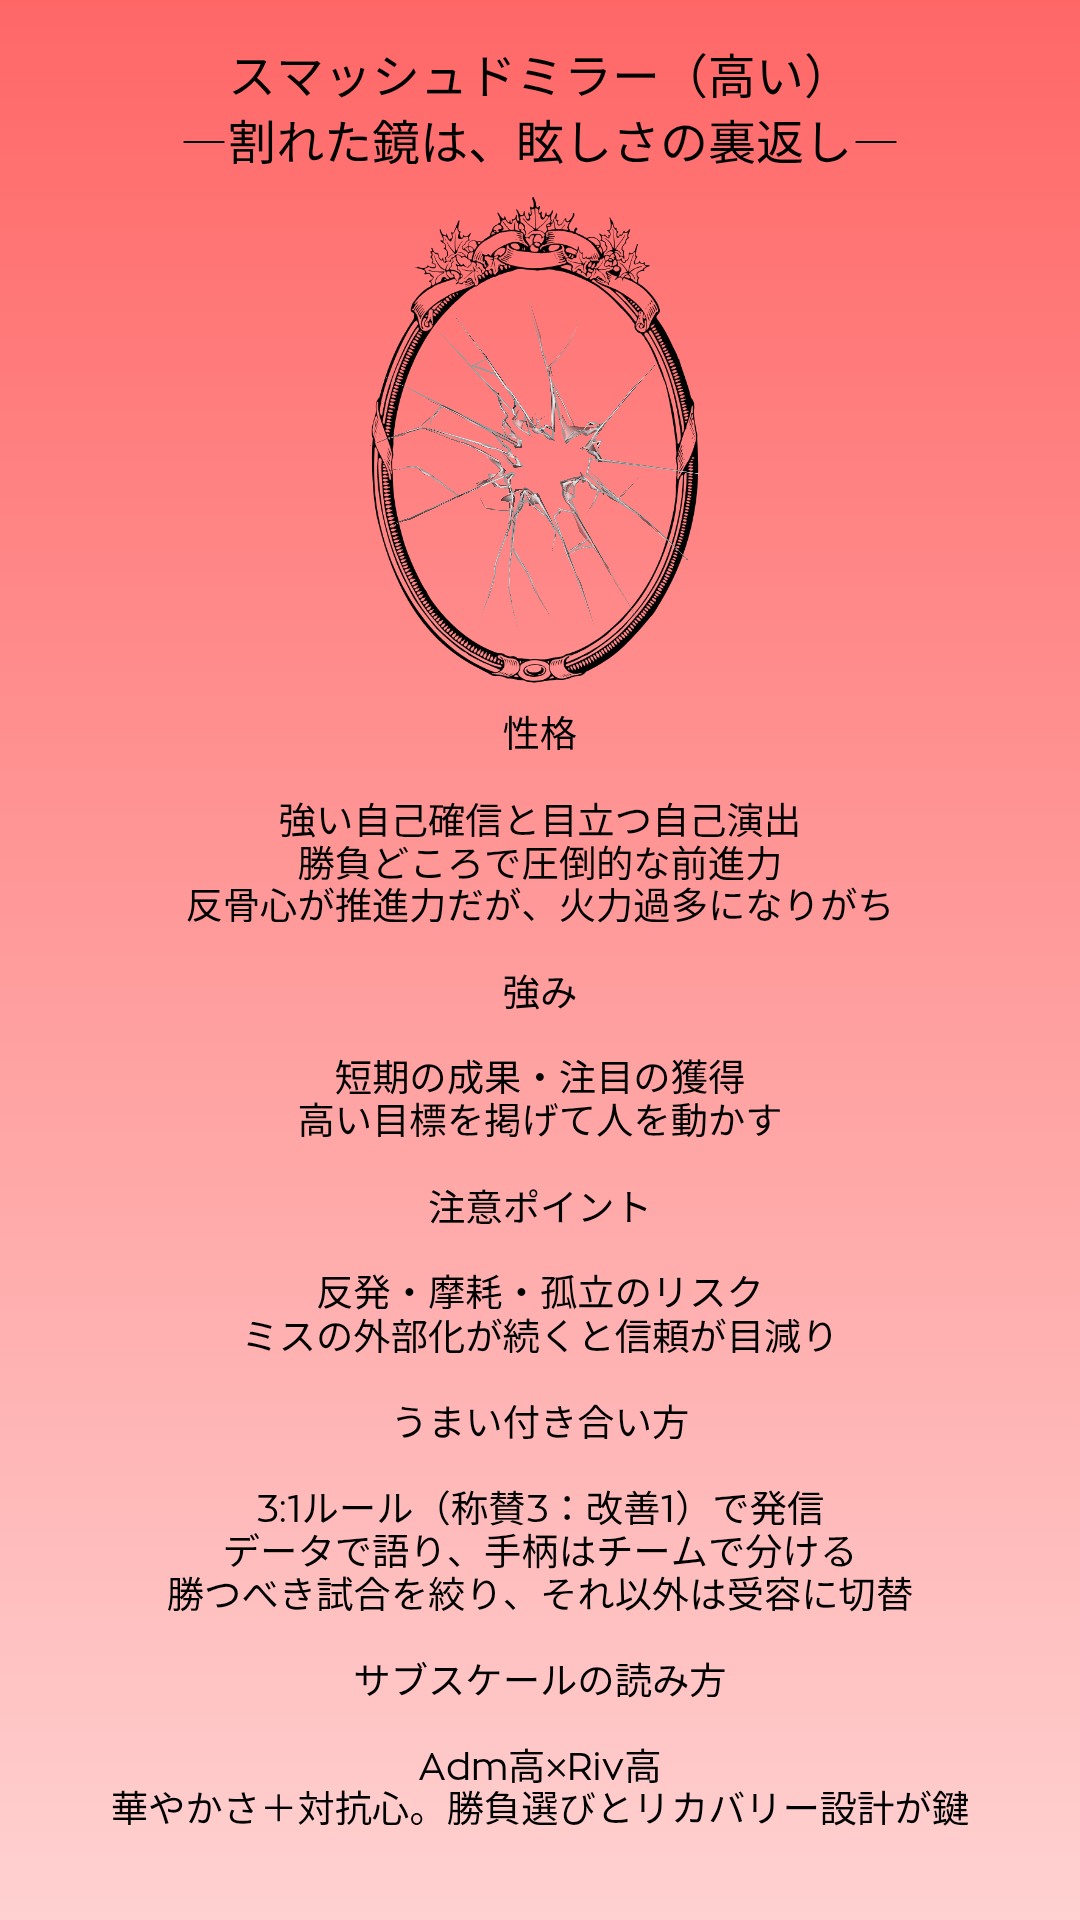 スマッシュドミラー（高い）
―割れた鏡は、眩しさの裏返し―
性格
強い自己確信と目立つ自己演出
勝負どころで圧倒的な前進力
反骨心が推進力だが、火力過多になりがち
強み
短期の成果・注目の獲得
高い目標を掲げて人を動かす
注意ポイント
反発・摩耗・孤立のリスク
ミスの外部化が続くと信頼が目減り
うまい付き合い方
3:1ルール（称賛3：改善1）で発信
データで語り、手柄はチームで分ける
勝つべき試合を絞り、それ以外は受容に切替
サブスケールの読み方
Adm高×Riv高
華やかさ＋対抗心。勝負選びとリカバリー設計が鍵